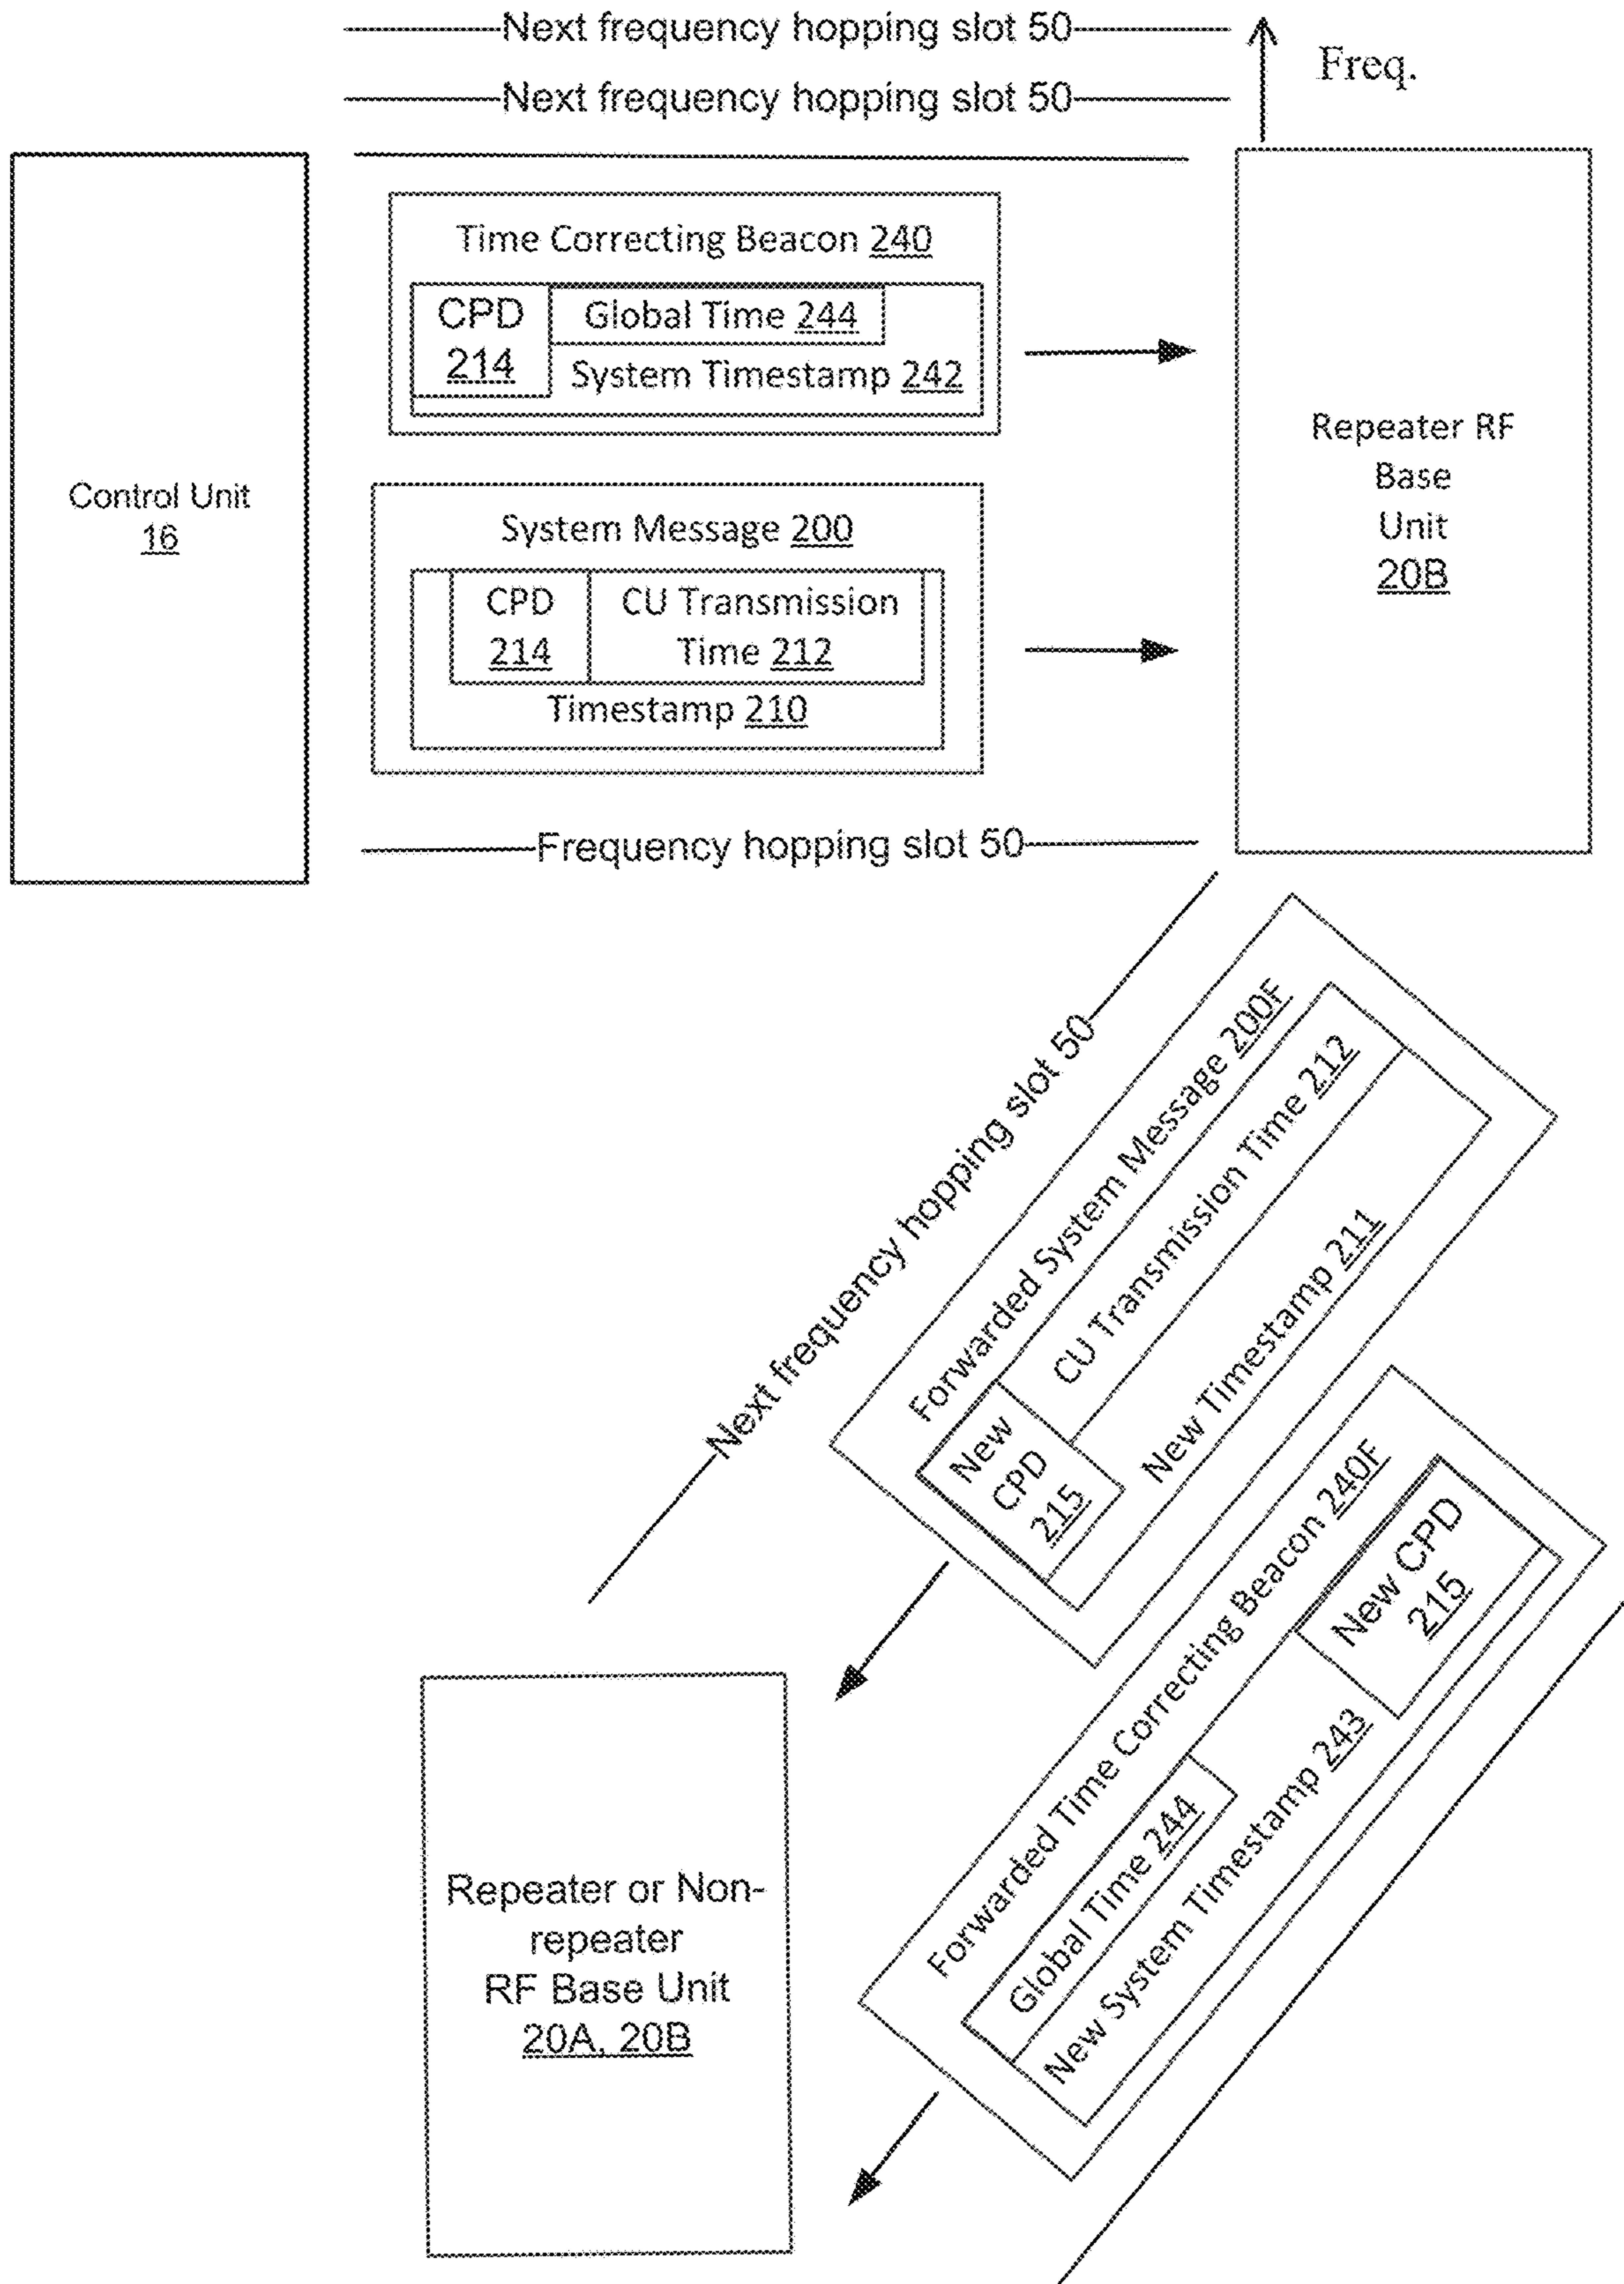 Next frequency hopping slot 50
Freq.
Next frequency hopping slot 50
Time Correcting Beacon 240
CPD
214
Global Time 244
System Timestamp 242
Control Unit
16
System Message 200
CPD
214
CU Transmission
Time 212
Timestamp 210
Repeater RF
Base
Unit
20B
Frequency hopping slot 50
Next frequency hopping slot 50
Forwarded System Message 200F
New
CPD
215
CU Transmission Time 212
New Timestamp 211
Forwarded Time Correcting Beacon 240F
Global Time 244
New CPD
215
New System Timestamp 243
Repeater or Non-
repeater
RF Base Unit
20A, 20B